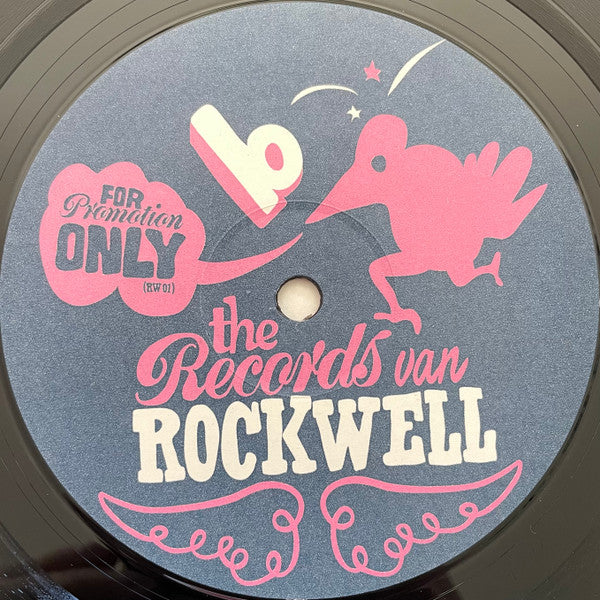 b
FOR
Promotion
ONLY
(RW 01)
the
Records van
ROCKWELL